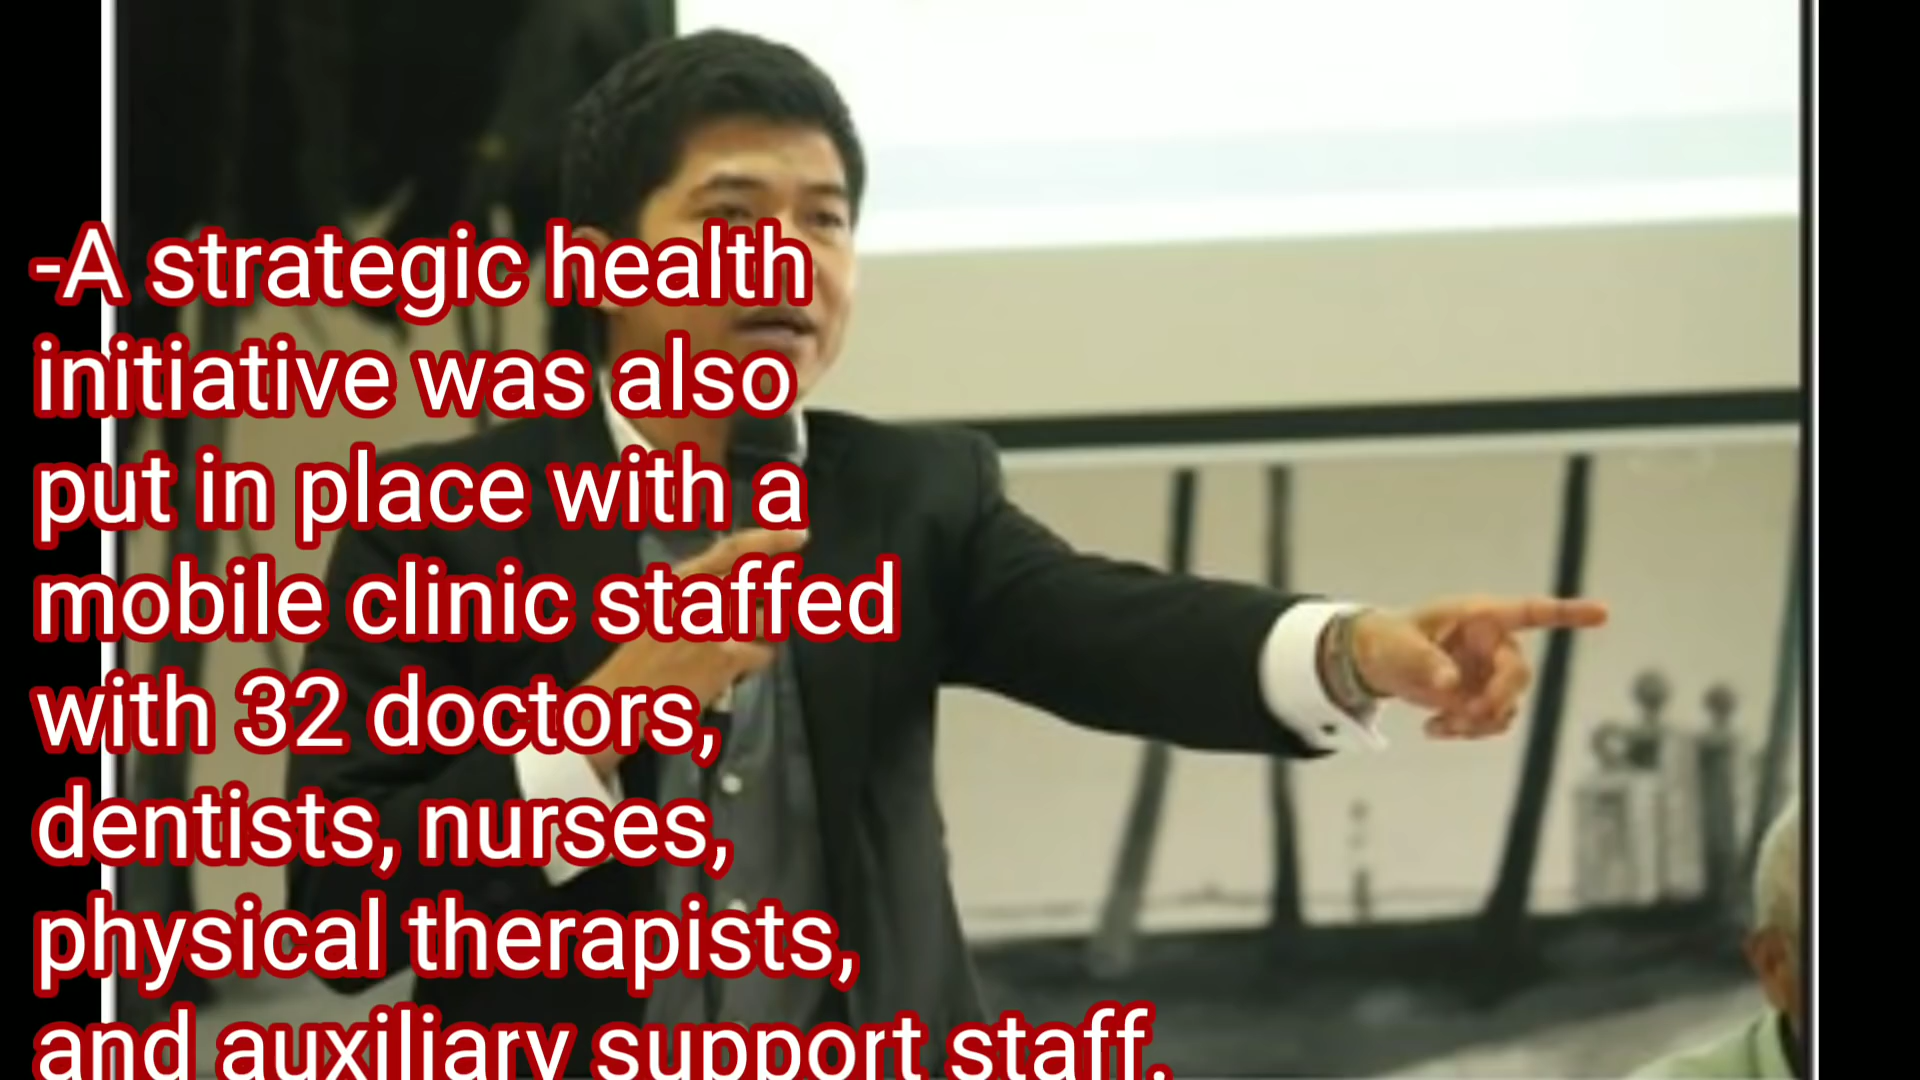 -A strategic health
initiative was also
put in place with a
mobile clinic staffed
with 32 doctors,
dentists, nurses,
physical therapists,
and auxiliary support staff.